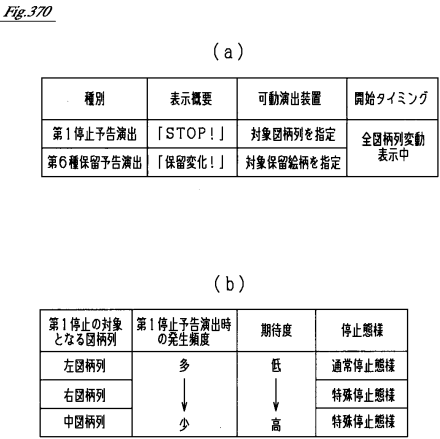 Fig.370
(a)
種別 表示概要 可動演出装置 開始タイミング
第1停止予告演出 「STOP!」 対象図柄列を指定 全図柄列変動
表示中
第6種保留予告演出 「保留変化!」 対象保留絵柄を指定
(b)
第1停止の対象 第1停止予告演出時 期待度 停止態様
となる図柄列 の発生頻度
左図柄列 多 低 通常停止態様
右図柄列 特殊停止態様
中図柄列 少 高 特殊停止態様